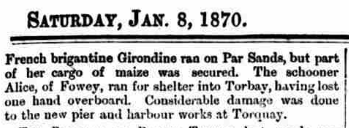 SATURDAY, JAN. 8, 1870.
French brigantine Girondine ran on Par Sands, but part
of her cargo of maize was secured. The schooner
Alice, of Fowey, ran for shelter into Torbay, having lost
one hand overboard. Considerable damage was done
to the new pier and harbour works at Torquay.